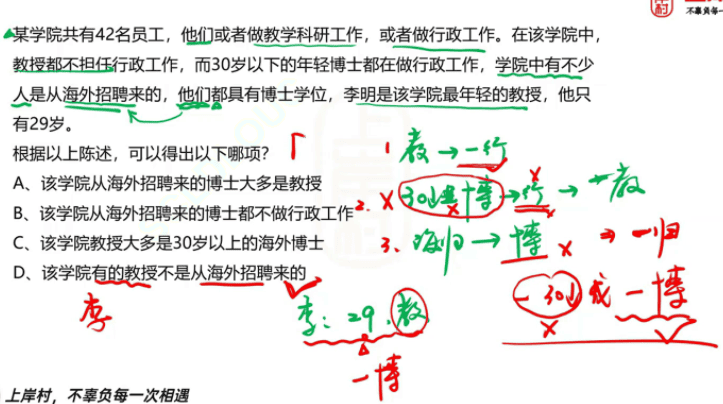 不辜负每一
某学院共有42名员工，他们或者做教学科研工作，或者做行政工作。在该学院中，
教授都不担任行政工作，而30岁以下的年轻博士都在做行政工作，学院中有不少
人是从海外招聘来的，他们都具有博士学位，李明是该学院最年轻的教授，他只
有29岁。
根据以上陈述，可以得出以下哪项？
A、该学院从海外招聘来的博士大多是教授
B、该学院从海外招聘来的博士都不做行政工作
C、该学院教授大多是30岁以上的海外博士
D、该学院有的教授不是从海外招聘来的
1 教→一行
2. 博→行→一教
3、海归→博 → 一归
一30↓或一博
李
李：29.教
一博
上岸村，不辜负每一次相遇